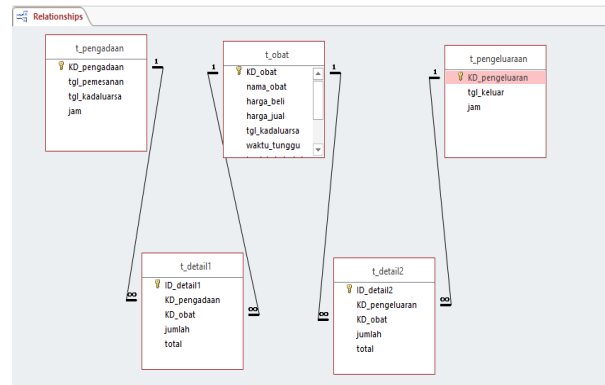 Relationships
t_pengadaan
KD_pengadaan
tgl_pemesanan
tgl_kadaluarsa
jam
t_obat
KD_obat
nama_obat
harga_beli
harga_jual
tgl_kadaluarsa
waktu_tunggu
t_pengeluaraan
KD_pengeluaran
tgl_keluar
jam
1
1
1
1
t_detail1
ID_detail1
KD_pengadaan
KD_obat
jumlah
total
t_detail2
ID_detail2
KD_pengeluaran
KD_obat
jumlah
total
∞
∞
∞
∞